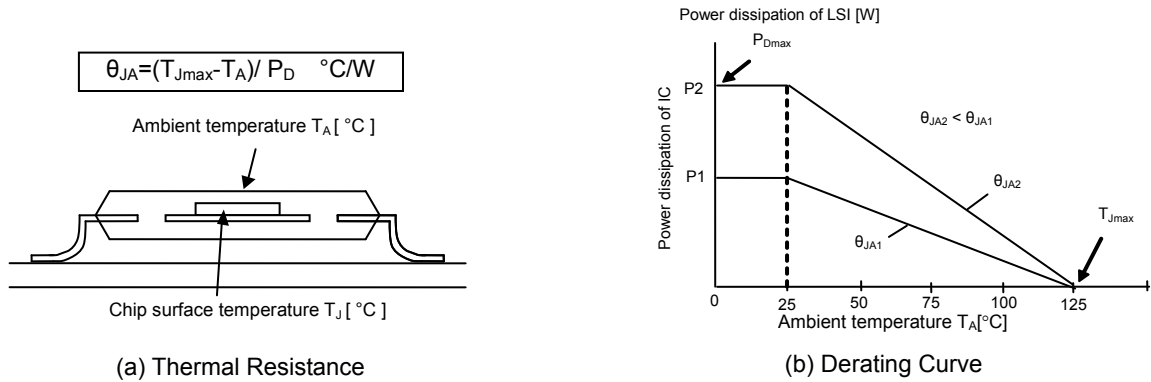 θJA=(TJmax-TA)/ PD °C/W
Ambient temperature TA [ °C ]
Chip surface temperature TJ [ °C ]
(a) Thermal Resistance
Power dissipation of LSI [W]
PDmax
P2
P1
Power dissipation of IC
θJA2 < θJA1
θJA2
θJA1
TJmax
0 25 50 75 100 125
Ambient temperature TA[°C]
(b) Derating Curve